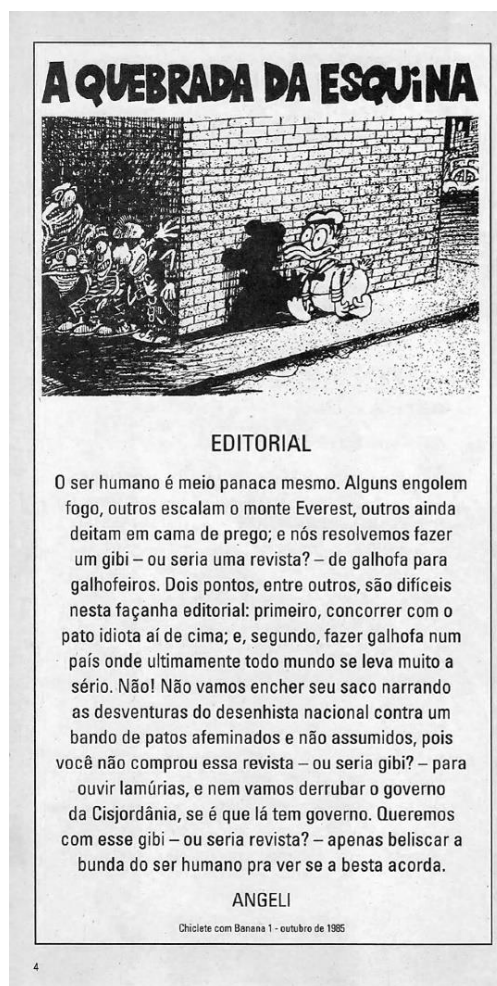 A QUEBRADA DA ESQUINA
EDITORIAL
O ser humano é meio panaca mesmo. Alguns engolem
fogo, outros escalam o monte Everest, outros ainda
deitam em cama de prego; e nós resolvemos fazer
um gibi – ou seria uma revista? – de galhofa para
galhofeiros. Dois pontos, entre outros, são difíceis
nesta façanha editorial: primeiro, concorrer com o
pato idiota aí de cima; e, segundo, fazer galhofa num
país onde ultimamente todo mundo se leva muito a
sério. Não! Não vamos encher seu saco narrando
as desventuras do desenhista nacional contra um
bando de patos afeminados e não assumidos, pois
você não comprou essa revista – ou seria gibi? – para
ouvir lamúrias, e nem vamos derrubar o governo
da Cisjordânia, se é que lá tem governo. Queremos
com esse gibi – ou seria revista? – apenas beliscar a
bunda do ser humano pra ver se a besta acorda.
ANGELI
Chiclete com Banana 1 - outubro de 1985
4